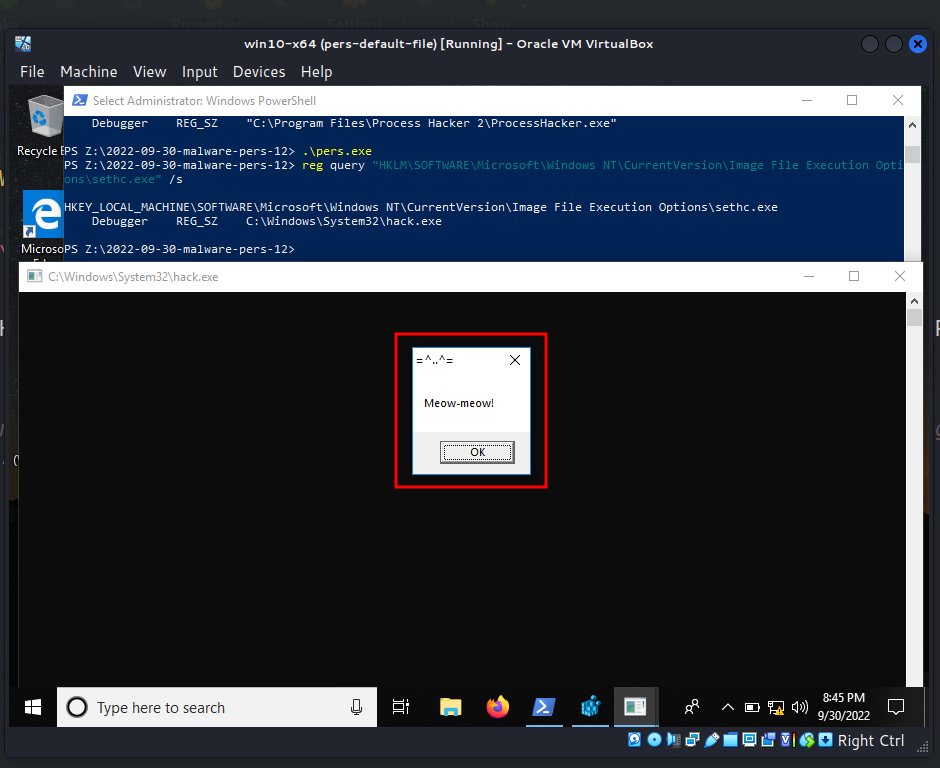 Properties
Settings
Show
win10-x64 (pers-default-file) [Running] - Oracle VM VirtualBox
File Machine View Input Devices Help
Select Administrator: Windows PowerShell
Debugger REG_SZ "C:\Program Files\Process Hacker 2\ProcessHacker.exe"
PS Z:\2022-09-30-malware-pers-12> .\pers.exe
PS Z:\2022-09-30-malware-pers-12> reg query "HKLM\SOFTWARE\Microsoft\Windows NT\CurrentVersion\Image File Execution Opti
ons\sethc.exe" /s
HKEY_LOCAL_MACHINE\SOFTWARE\Microsoft\Windows NT\CurrentVersion\Image File Execution Options\sethc.exe
Debugger REG_SZ C:\Windows\System32\hack.exe
PS Z:\2022-09-30-malware-pers-12>
Recycle
Microso
C:\Windows\System32\hack.exe
=^..^=
Meow-meow!
OK
Type here to search
8:45 PM
9/30/2022
Right Ctrl